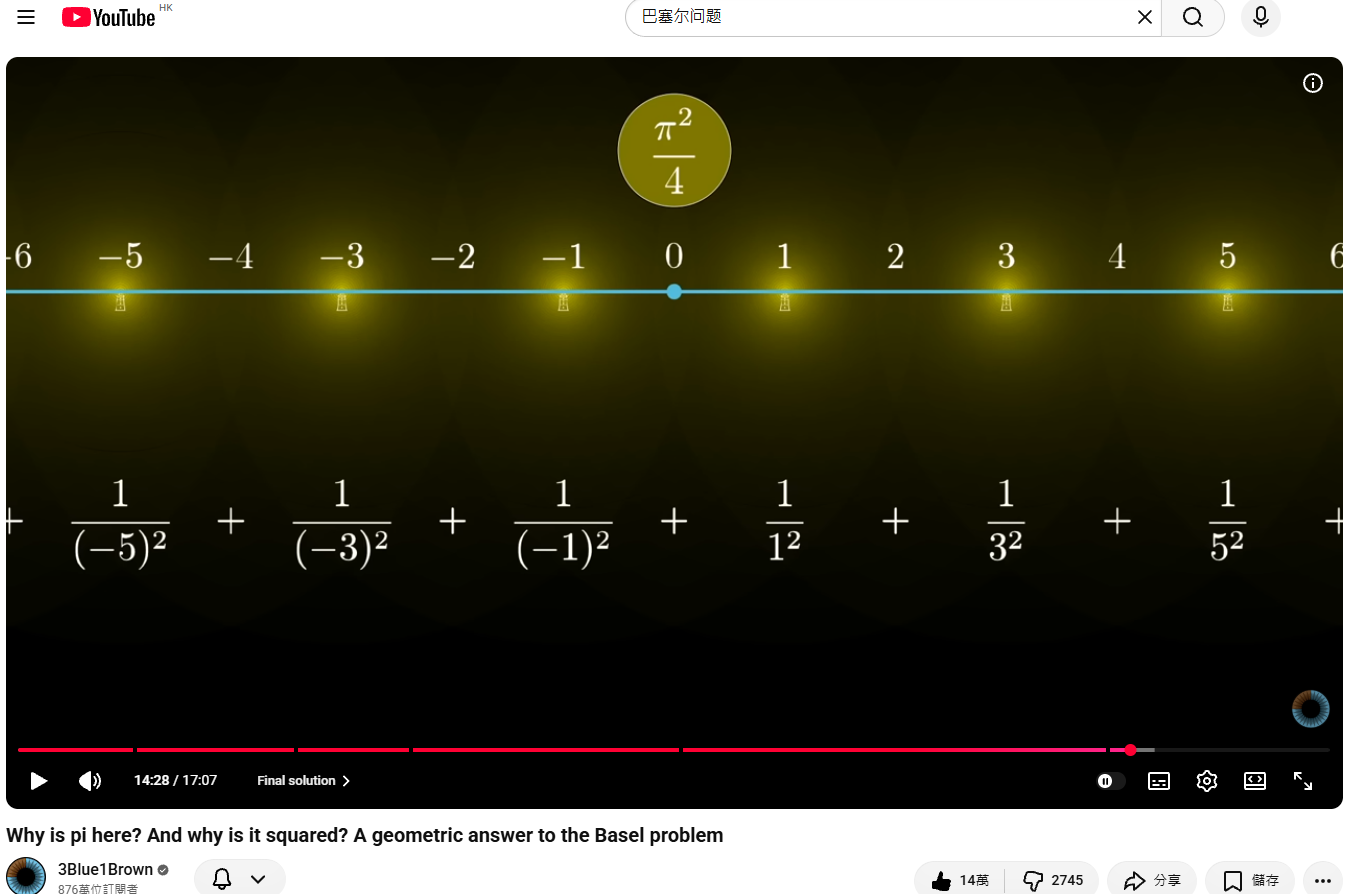 YouTube HK
巴塞尔问题
π²/4
-6 −5 −4 −3 −2 −1 0 1 2 3 4 5 6
+ 1/(−5)² + 1/(−3)² + 1/(−1)² + 1/1² + 1/3² + 1/5² +
14:28 / 17:07 Final solution
Why is pi here? And why is it squared? A geometric answer to the Basel problem
3Blue1Brown
876萬位訂閱者
14萬 2745 分享 儲存